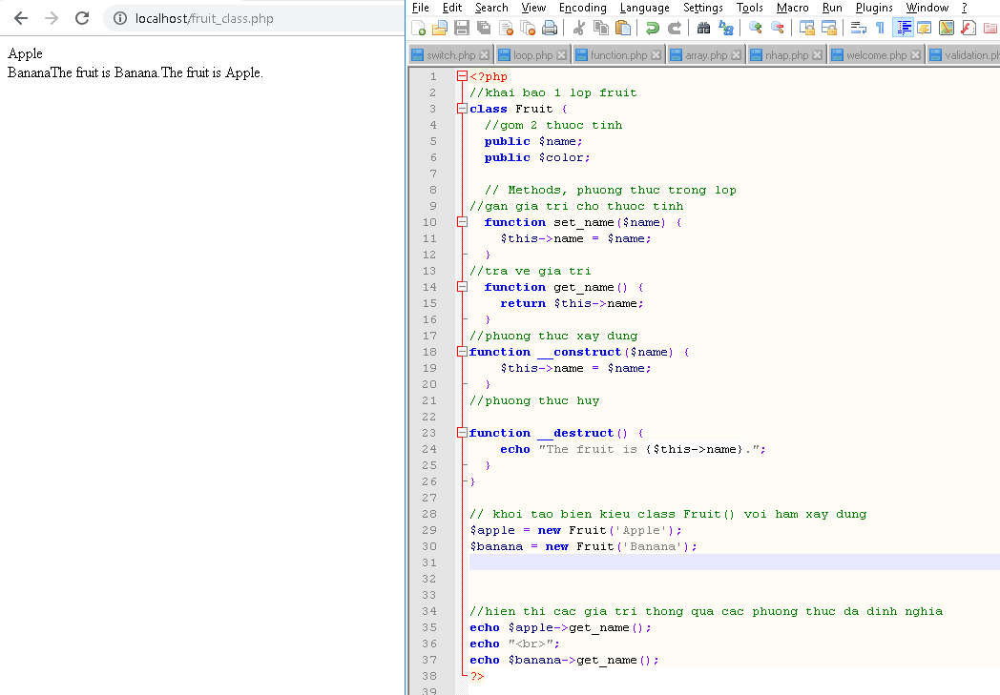 localhost/fruit_class.php
Apple
BananaThe fruit is Banana.The fruit is Apple.
File Edit Search View Encoding Language Settings Tools Macro Run Plugins Window ?
switch.php loop.php function.php array.php nhap.php welcome.php validation.ph
1 <?php
2 //khai bao 1 lop fruit
3 class Fruit {
4 //gom 2 thuoc tinh
5 public $name;
6 public $color;
7
8 // Methods, phuong thuc trong lop
9 //gan gia tri cho thuoc tinh
10 function set_name($name) {
11 $this->name = $name;
12 }
13 //tra ve gia tri
14 function get_name() {
15 return $this->name;
16 }
17 //phuong thuc xay dung
18 function __construct($name) {
19 $this->name = $name;
20 }
21 //phuong thuc huy
22
23 function __destruct() {
24 echo "The fruit is {$this->name}.";
25 }
26 }
27
28 // khoi tao bien kieu class Fruit() voi ham xay dung
29 $apple = new Fruit('Apple');
30 $banana = new Fruit('Banana');
31
32
33
34 //hien thi cac gia tri thong qua cac phuong thuc da dinh nghia
35 echo $apple->get_name();
36 echo "<br>";
37 echo $banana->get_name();
38 ?>
39